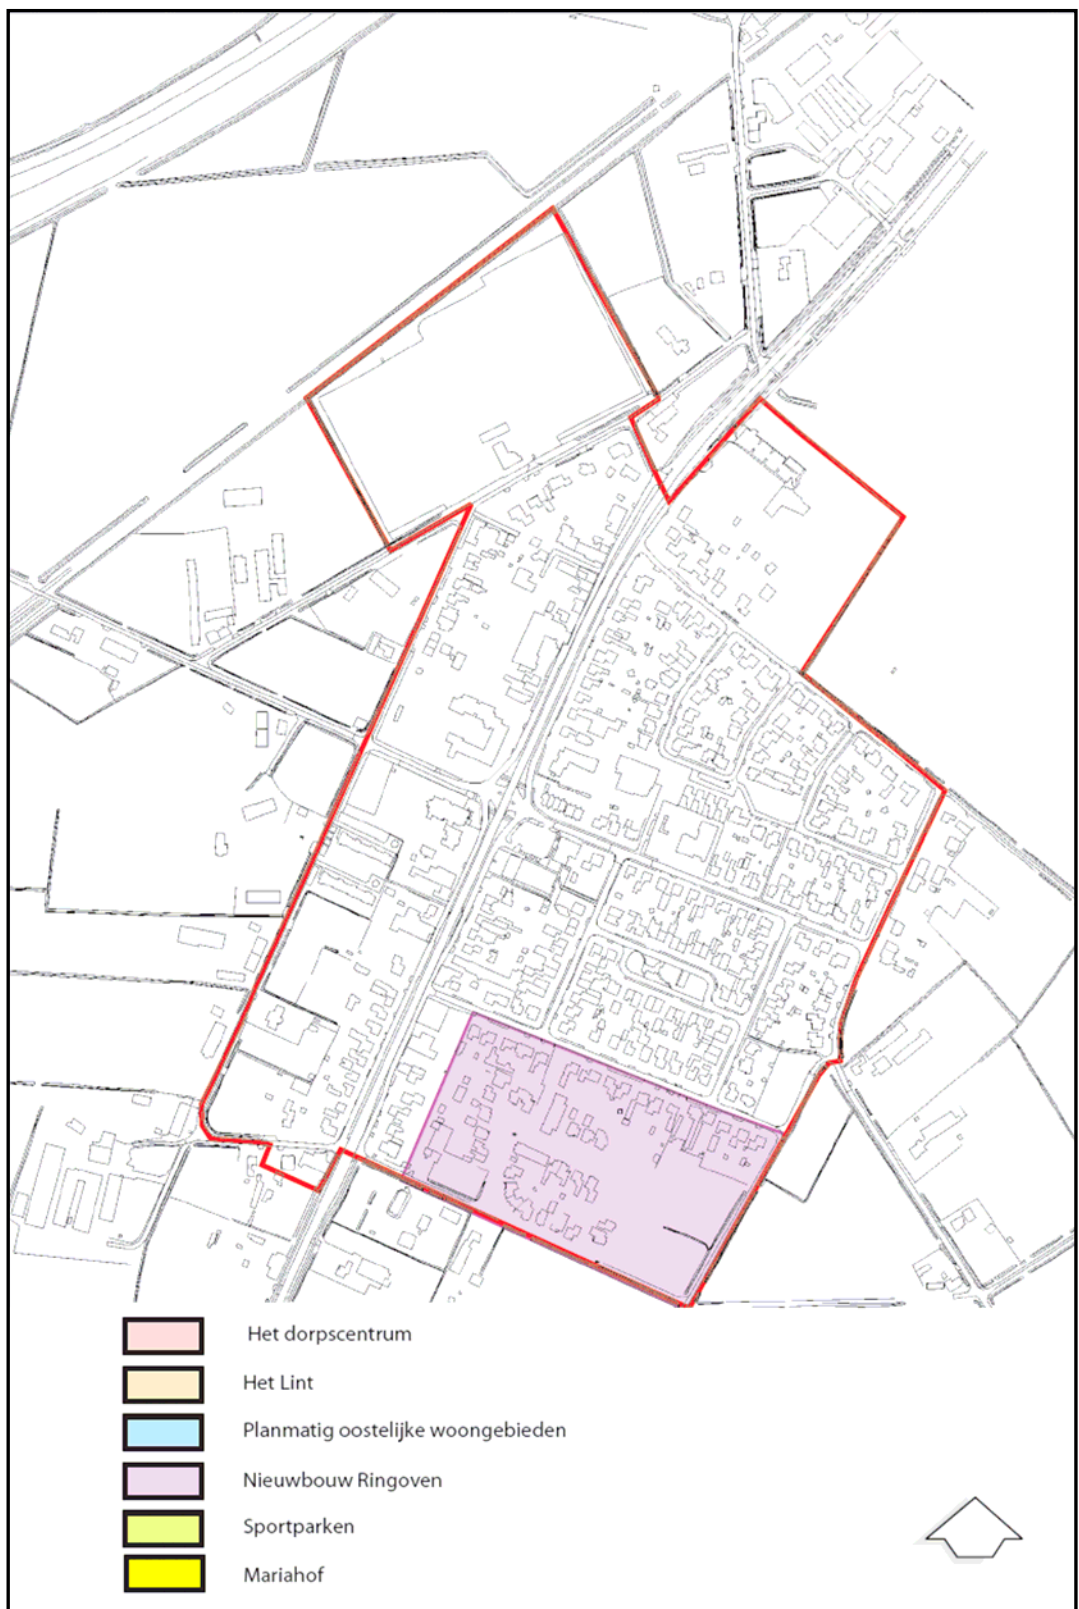 Het dorpscentrum
Het Lint
Planmatig oostelijke woongebieden
Nieuwbouw Ringoven
Sportparken
Mariahof